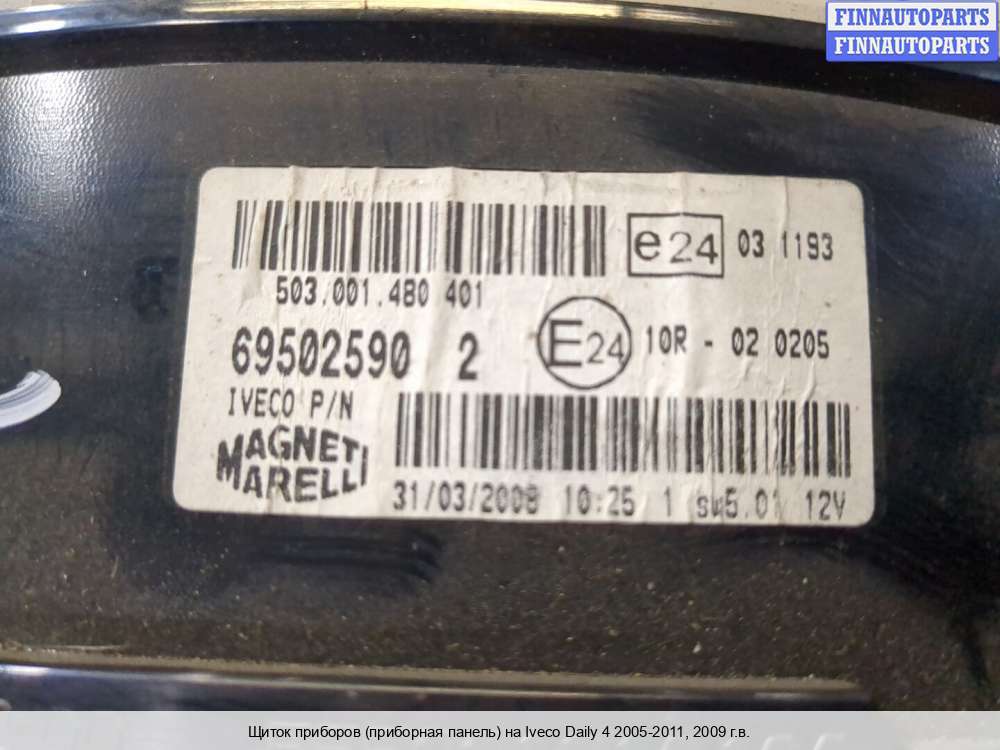 FINNAUTOPARTS
FINNAUTOPARTS
e24 03 1193
503.001.480 401
69502590 2 E24 10R - 02 0205
IVECO P/N
MAGNETI
MARELLI
31/03/2008 10:25 1 sw5.01 12V
Щиток приборов (приборная панель) на Iveco Daily 4 2005-2011, 2009 г.в.